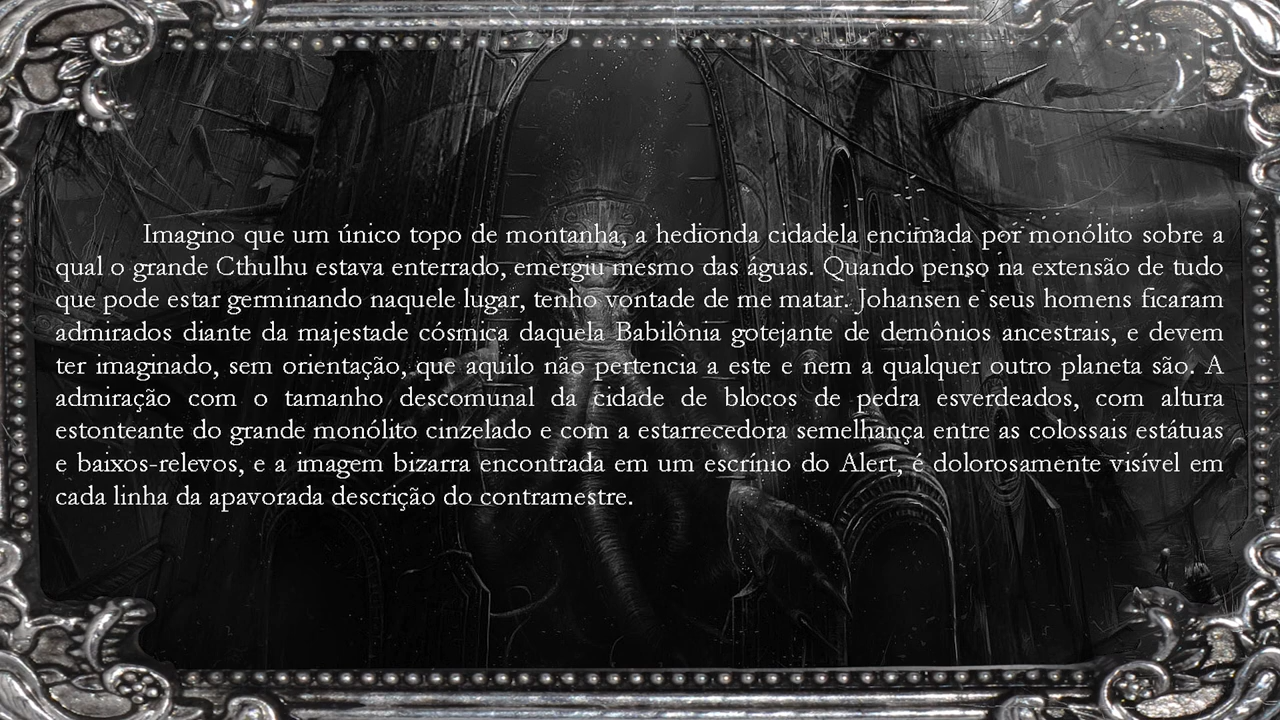 Imagino que um único topo de montanha, a hedionda cidadela encimada por monólito sobre a
qual o grande Cthulhu estava enterrado, emergiu mesmo das águas. Quando penso na extensão de tudo
que pode estar germinando naquele lugar, tenho vontade de me matar. Johansen e seus homens ficaram
admirados diante da majestade cósmica daquela Babilônia gotejante de demônios ancestrais, e devem
ter imaginado, sem orientação, que aquilo não pertencia a este e nem a qualquer outro planeta são. A
admiração com o tamanho descomunal da cidade de blocos de pedra esverdeados, com altura
estonteante do grande monólito cinzelado e com a estarrecedora semelhança entre as colossais estátuas
e baixos-relevos, e a imagem bizarra encontrada em um escrínio do Alert, é dolorosamente visível em
cada linha da apavorada descrição do contramestre.